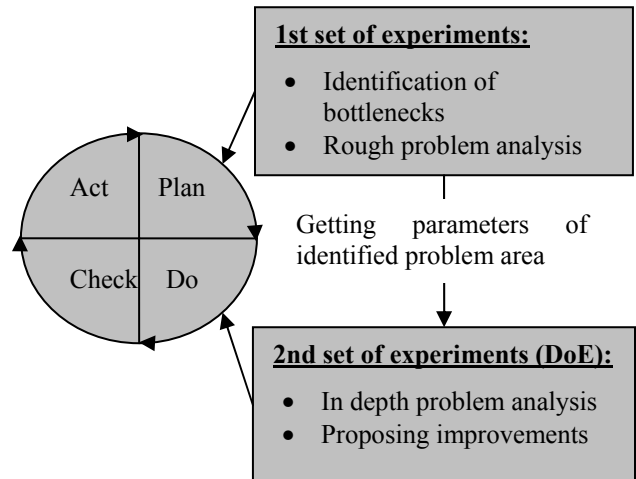 1st set of experiments:
• Identification of
bottlenecks
• Rough problem analysis
Act
Plan
Check
Do
Getting parameters of
identified problem area
2nd set of experiments (DoE):
• In depth problem analysis
• Proposing improvements